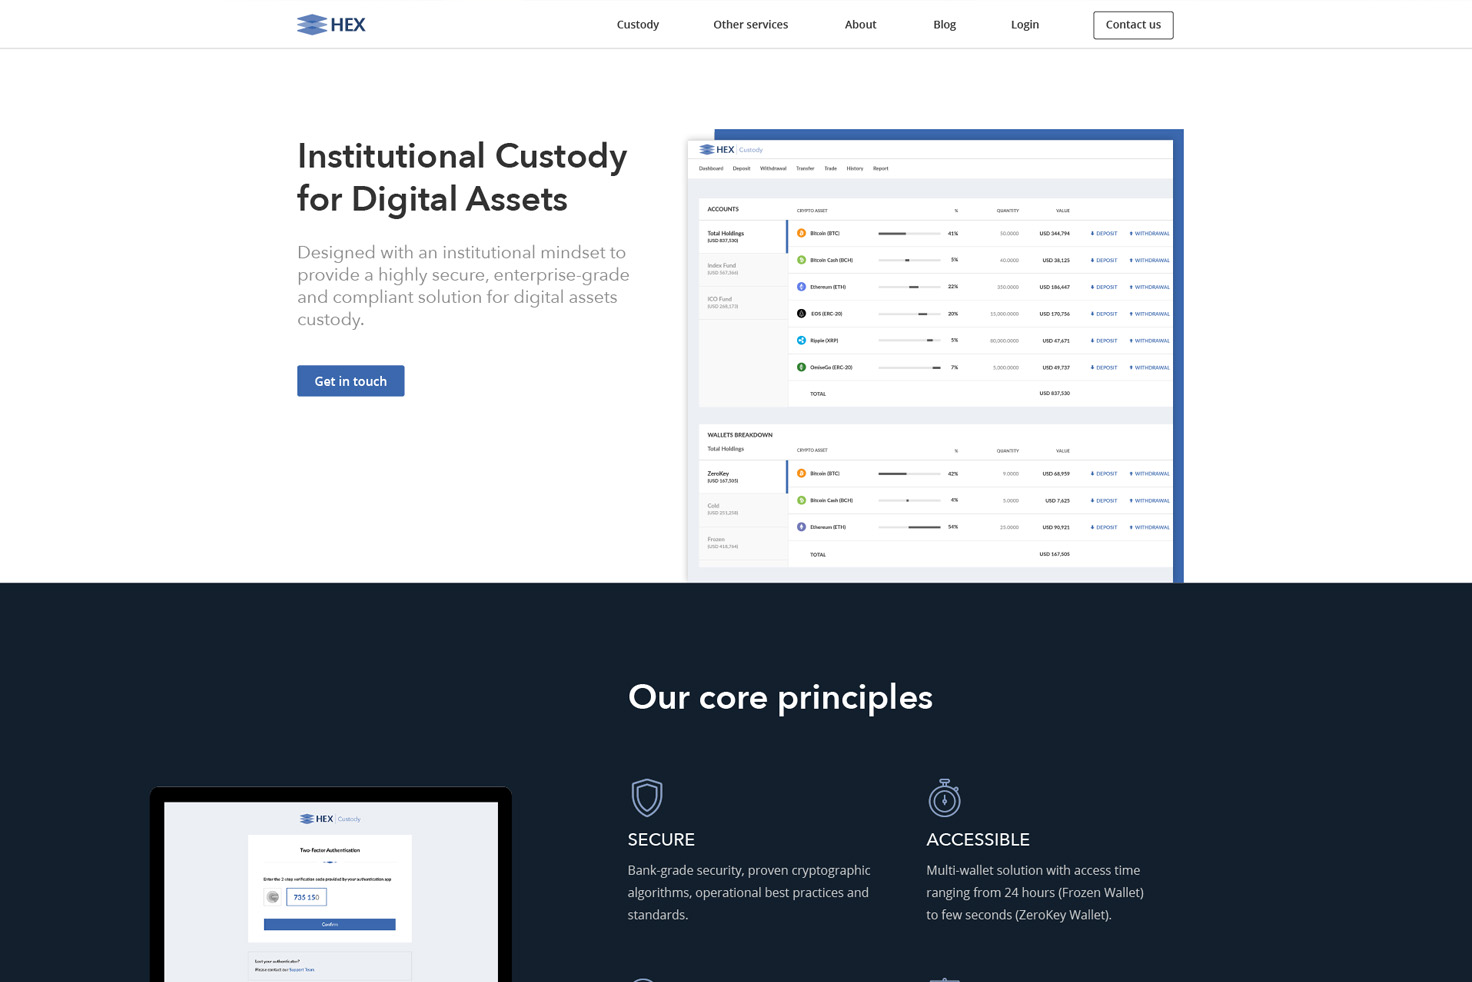 HEX
Custody
Other services
About
Blog
Login
Contact us
Institutional Custody
for Digital Assets
Designed with an institutional mindset to
provide a highly secure, enterprise-grade
and compliant solution for digital assets
custody.
Get in touch
HEX Custody
Dashboard Deposit Withdrawal Transfer Trade History Report
ACCOUNTS
CRYPTO ASSET % QUANTITY VALUE
Total Holdings
(USD 837,530)
Index Fund
(USD 567,364)
ICO Fund
(USD 268,173)
Bitcoin (BTC) 41% 50.0000 USD 344,794 DEPOSIT WITHDRAWAL
Bitcoin Cash (BCH) 5% 40.0000 USD 38,125 DEPOSIT WITHDRAWAL
Ethereum (ETH) 22% 350.0000 USD 186,447 DEPOSIT WITHDRAWAL
EOS (ERC-20) 20% 15,000.0000 USD 170,756 DEPOSIT WITHDRAWAL
Ripple (XRP) 5% 60,000.0000 USD 47,671 DEPOSIT WITHDRAWAL
OmiseGo (ERC-20) 7% 5,000.0000 USD 49,737 DEPOSIT WITHDRAWAL
TOTAL USD 837,530
WALLETS BREAKDOWN
Total Holdings
CRYPTO ASSET % QUANTITY VALUE
ZeroKey
(USD 167,505)
Cold
(USD 251,258)
Frozen
(USD 418,764)
Bitcoin (BTC) 42% 9.0000 USD 68,959 DEPOSIT WITHDRAWAL
Bitcoin Cash (BCH) 4% 5.0000 USD 7,625 DEPOSIT WITHDRAWAL
Ethereum (ETH) 54% 25.0000 USD 90,921 DEPOSIT WITHDRAWAL
TOTAL USD 167,505
Our core principles
SECURE
Bank-grade security, proven cryptographic
algorithms, operational best practices and
standards.
ACCESSIBLE
Multi-wallet solution with access time
ranging from 24 hours (Frozen Wallet)
to few seconds (ZeroKey Wallet).
HEX Custody
Two-Factor Authentication
Enter the 2-step verification code provided by your authentication app
735 150
Confirm
Lost your authenticator?
Please contact our Support Team